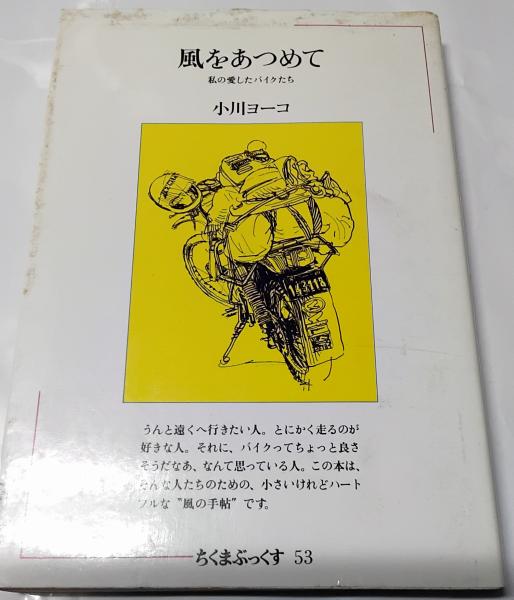 風をあつめて
私の愛したバイクたち
小川ヨーコ
うんと遠くへ行きたい人。とにかく走るのが
好きな人。それに、バイクってちょっと良さ
そうだなあ、なんて思っている人。この本は、
そんな人たちのための、小さいけれどハート
フルな〝風の手帖〟です。
ちくまぶっくす 53